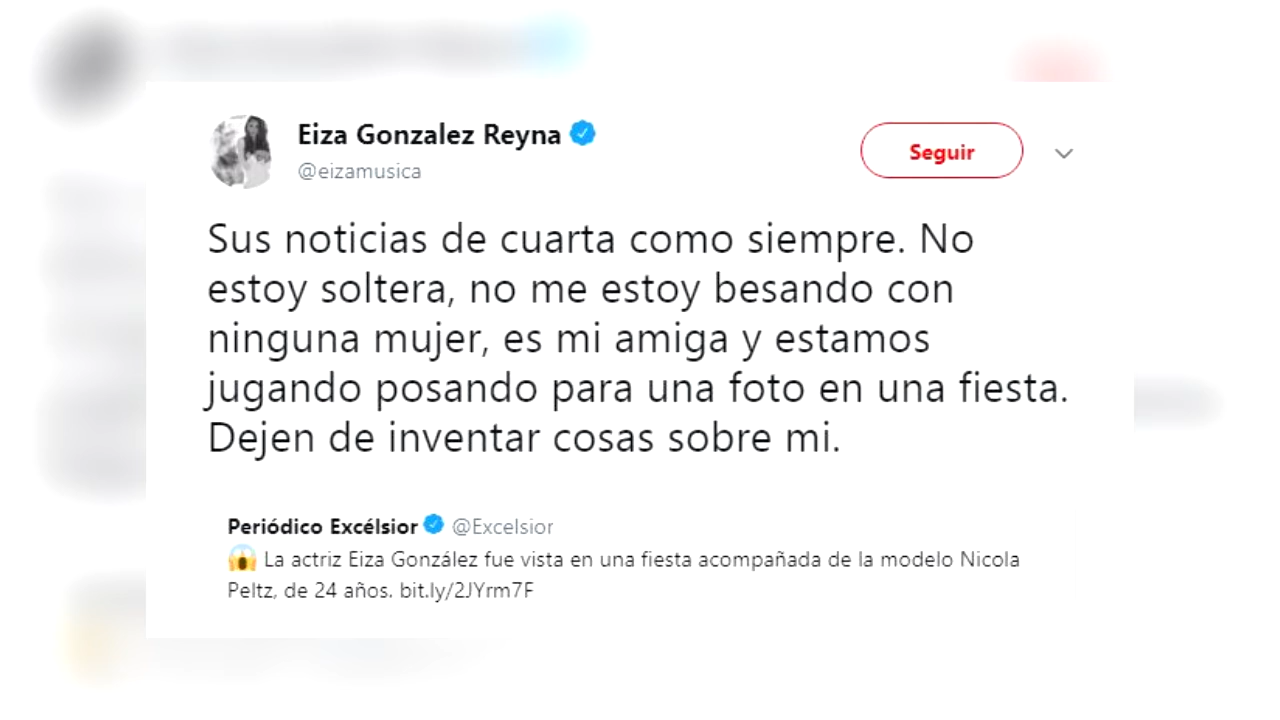 Eiza Gonzalez Reyna
@eizamusica
Seguir
Sus noticias de cuarta como siempre. No
estoy soltera, no me estoy besando con
ninguna mujer, es mi amiga y estamos
jugando posando para una foto en una fiesta.
Dejen de inventar cosas sobre mi.
Periódico Excélsior @Excelsior
😱 La actriz Eiza González fue vista en una fiesta acompañada de la modelo Nicola
Peltz, de 24 años. bit.ly/2JYrm7F